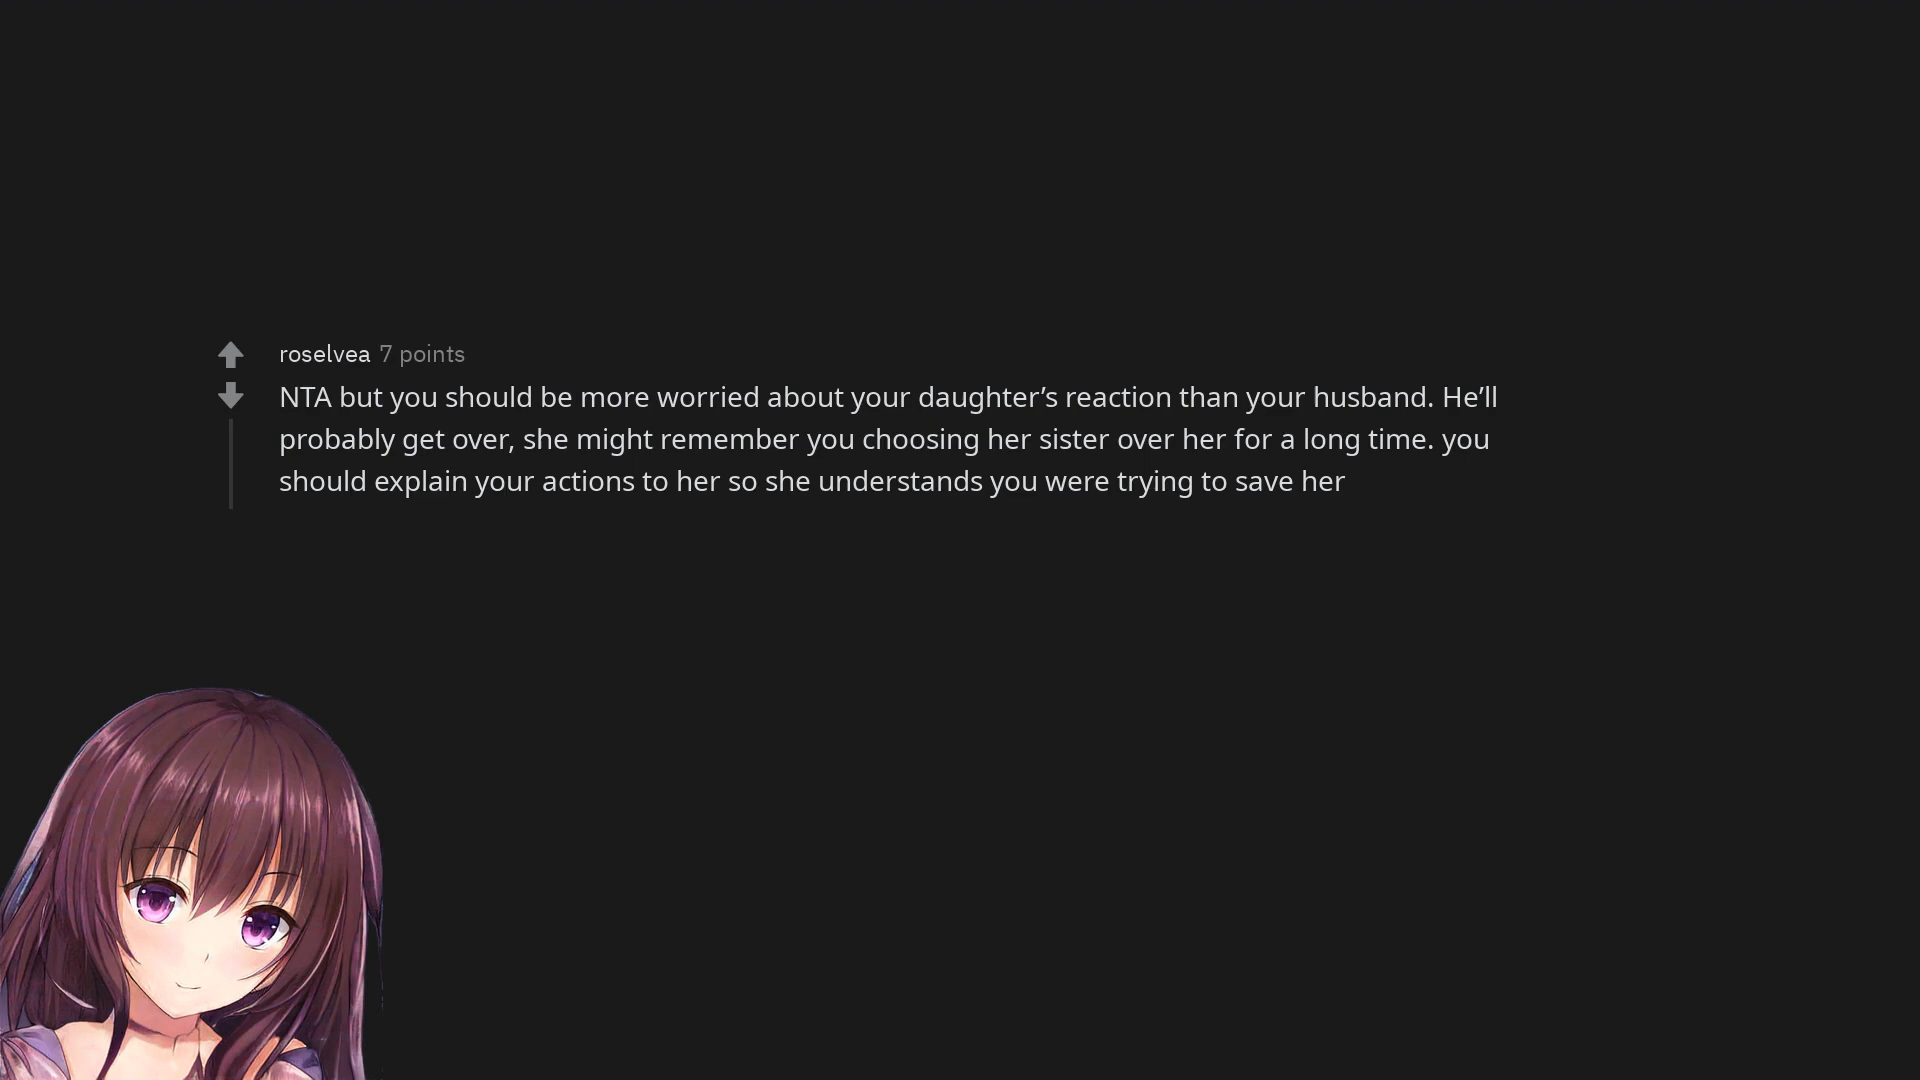 roselvea 7 points
NTA but you should be more worried about your daughter’s reaction than your husband. He’ll
probably get over, she might remember you choosing her sister over her for a long time. you
should explain your actions to her so she understands you were trying to save her